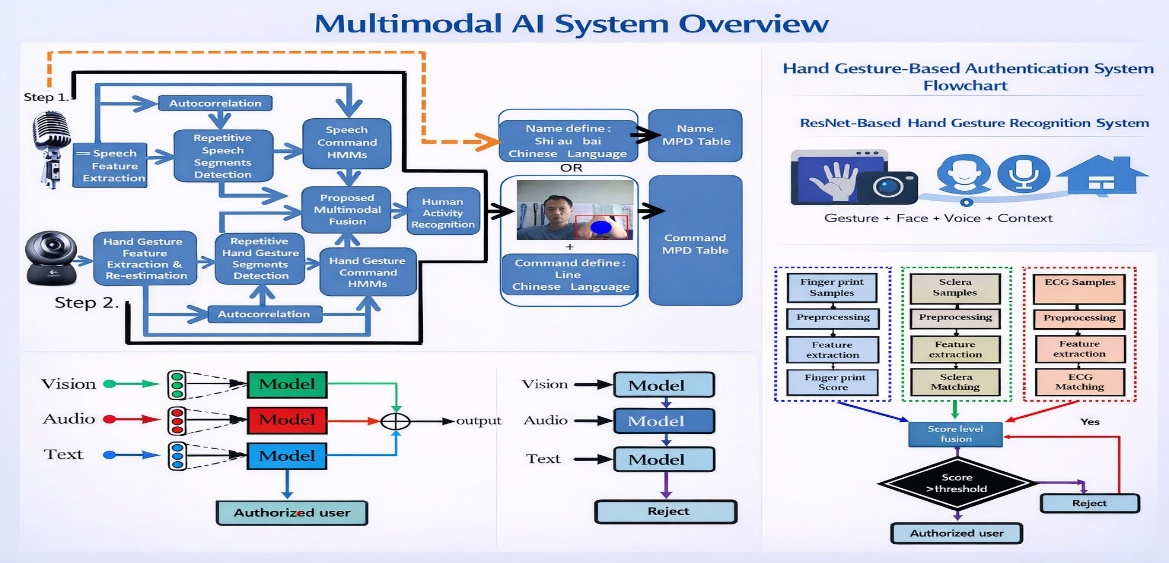 Multimodal AI System Overview
Step 1.
Autocorrelation
Speech
Feature
Extraction
Repetitive
Speech
Segments
Detection
Speech
Command
HMMs
Proposed
Multimodal
Fusion
Human
Activity
Recognition
Hand Gesture
Feature
Extraction &
Re-estimation
Repetitive
Hand Gesture
Segments
Detection
Hand Gesture
Command
HMMs
Step 2.
Autocorrelation
Name define :
Shi au bai
Chinese Language
Name
MPD Table
OR
+
Command define :
Line
Chinese Language
Command
MPD Table
Hand Gesture-Based Authentication System
Flowchart
ResNet-Based Hand Gesture Recognition System
Gesture + Face + Voice + Context
Vision
Model
Audio
Model
output
Text
Model
Authorized user
Vision
Model
Audio
Model
Text
Model
Reject
Finger print
Samples
Preprocessing
Feature
extraction
Finger print
Score
Sclera
Samples
Preprocessing
Feature
extraction
Sclera
Matching
ECG Samples
Preprocessing
Feature
extraction
ECG
Matching
Score level
fusion
Yes
Score
>threshold
Reject
Authorized user